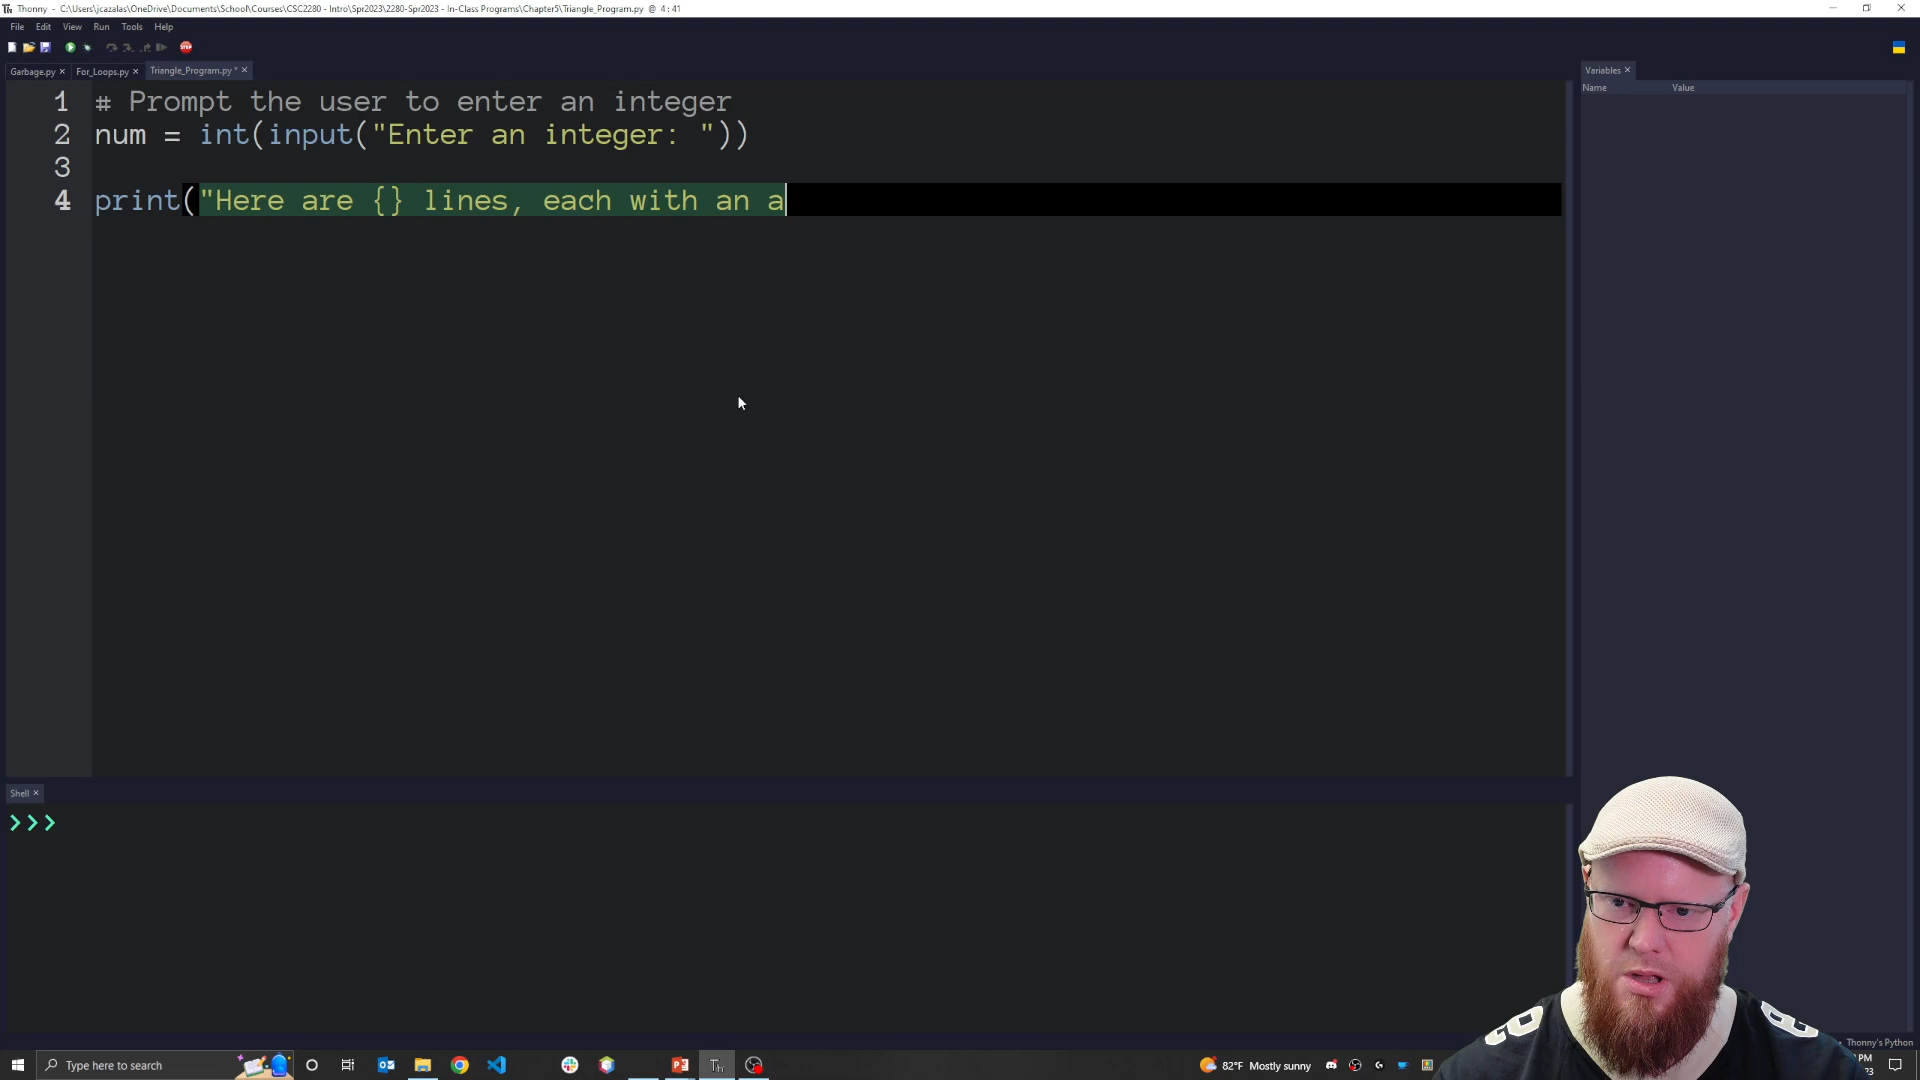 Thonny - C:\Users\jcazalas\OneDrive\Documents\School\Courses\CSC2280 - Intro\Spr2023\2280-Spr2023 - In-Class Programs\Chapter5\Triangle_Program.py @ 4:41
File Edit View Run Tools Help
STOP
Garbage.py × For_Loops.py × Triangle_Program.py * ×
Variables ×
Name Value
1 # Prompt the user to enter an integer
2 num = int(input("Enter an integer: "))
3
4 print("Here are {} lines, each with an a
Shell ×
>>>
Thonny's Python
Type here to search
82°F Mostly sunny
PM